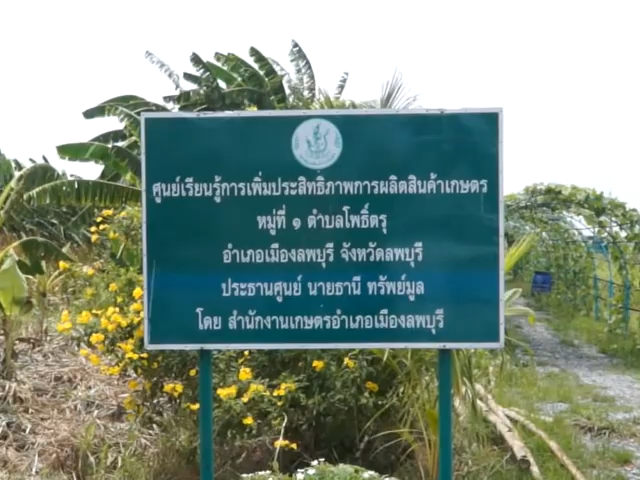 ศูนย์เรียนรู้การเพิ่มประสิทธิภาพการผลิตสินค้าเกษตร
หมู่ที่ ๑ ตำบลโพธิ์ตรุ
อำเภอเมืองลพบุรี จังหวัดลพบุรี
ประธานศูนย์ นายธานี ทรัพย์มูล
โดย สำนักงานเกษตรอำเภอเมืองลพบุรี